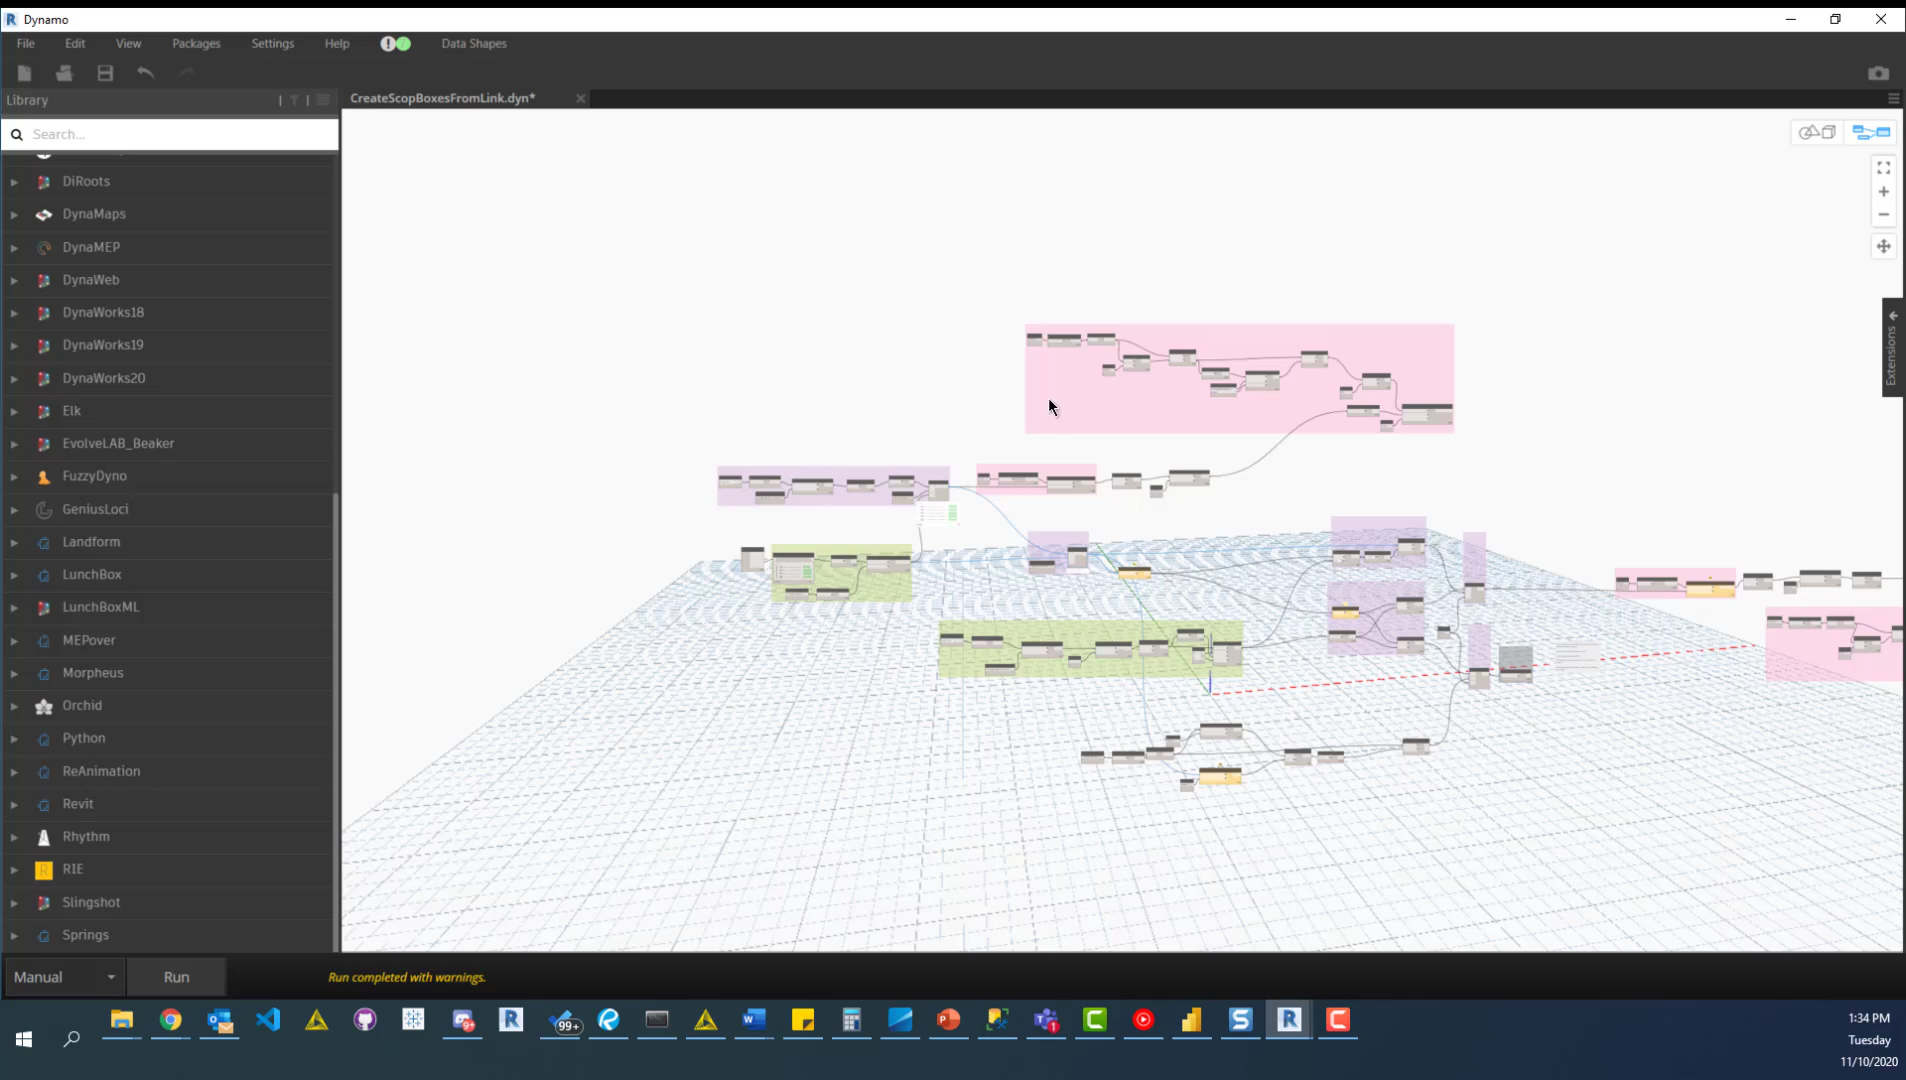 Dynamo
File Edit View Packages Settings Help Data Shapes
Library
CreateScopBoxesFromLink.dyn*
Search...
DiRoots
DynaMaps
DynaMEP
DynaWeb
DynaWorks18
DynaWorks19
DynaWorks20
Elk
EvolveLAB_Beaker
FuzzyDyno
GeniusLoci
Landform
LunchBox
LunchBoxML
MEPover
Morpheus
Orchid
Python
ReAnimation
Revit
Rhythm
RIE
Slingshot
Springs
Extensions
Manual
Run
Run completed with warnings.
99+
1:34 PM
Tuesday
11/10/2020